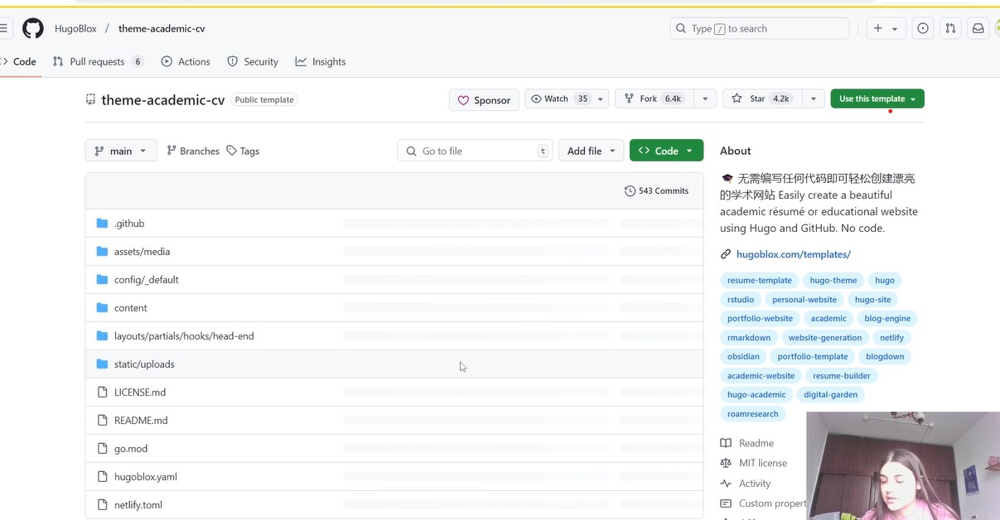 HugoBlox / theme-academic-cv
Type / to search
Code
Pull requests 6
Actions
Security
Insights
theme-academic-cv Public template
Sponsor
Watch 35
Fork 6.4k
Star 4.2k
Use this template
main
Branches
Tags
Go to file t
Add file
Code
543 Commits
.github
assets/media
config/_default
content
layouts/partials/hooks/head-end
static/uploads
LICENSE.md
README.md
go.mod
hugoblox.yaml
netlify.toml
About
🎓 无需编写任何代码即可轻松创建漂亮
的学术网站 Easily create a beautiful
academic résumé or educational website
using Hugo and GitHub. No code.
hugoblox.com/templates/
resume-template hugo-theme hugo
rstudio personal-website hugo-site
portfolio-website academic blog-engine
rmarkdown website-generation netlify
obsidian portfolio-template blogdown
academic-website resume-builder
hugo-academic digital-garden
roamresearch
Readme
MIT license
Activity
Custom propert